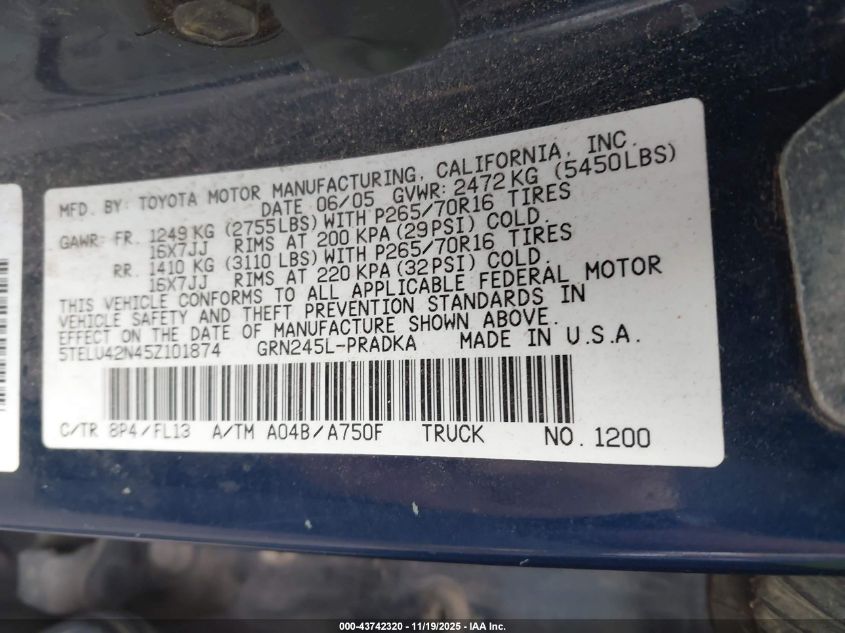 MFD. BY: TOYOTA MOTOR MANUFACTURING, CALIFORNIA, INC.
DATE 06/05 GVWR: 2472 KG (5450LBS)
GAWR: FR. 1249 KG (2755LBS) WITH P265/70R16 TIRES
16X7JJ RIMS AT 200 KPA (29PSI) COLD.
RR. 1410 KG (3110 LBS) WITH P265/70R16 TIRES
16X7JJ RIMS AT 220 KPA (32PSI) COLD.
THIS VEHICLE CONFORMS TO ALL APPLICABLE FEDERAL MOTOR
VEHICLE SAFETY AND THEFT PREVENTION STANDARDS IN
EFFECT ON THE DATE OF MANUFACTURE SHOWN ABOVE.
5TELU42N45Z101874 GRN245L-PRADKA MADE IN U.S.A.
C/TR 8P4/FL13 A/TM A04B/A750F TRUCK NO. 1200
000-43742320 - 11/19/2025 - IAA Inc.